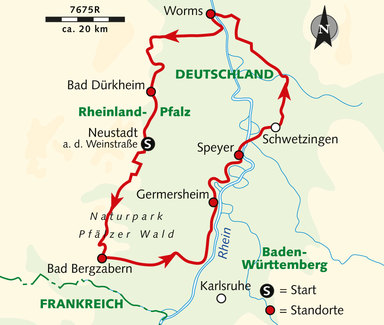 7675R
ca. 20 km
N
Worms
DEUTSCHLAND
Bad Dürkheim
Rheinland-
Pfalz
Neustadt
a. d. Weinstraße
S
Schwetzingen
Speyer
Germersheim
Naturpark
Pfälzer Wald
Rhein
Bad Bergzabern
Baden-
Württemberg
Karlsruhe
FRANKREICH
S = Start
= Standorte